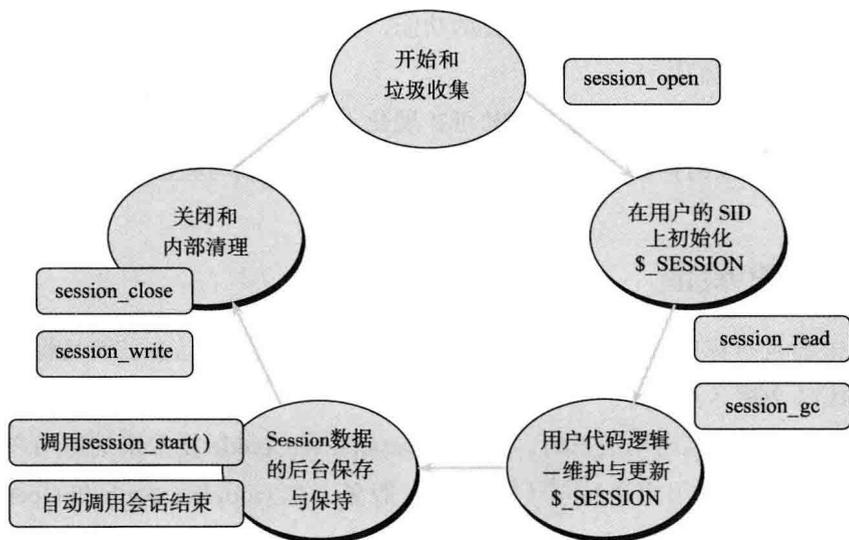 开始和
垃圾收集
session_open
关闭和
内部清理
在用户的 SID
上初始化
$_SESSION
session_close
session_write
session_read
session_gc
调用session_start( )
自动调用会话结束
Session数据
的后台保存
与保持
用户代码逻辑
—维护与更新
$_SESSION